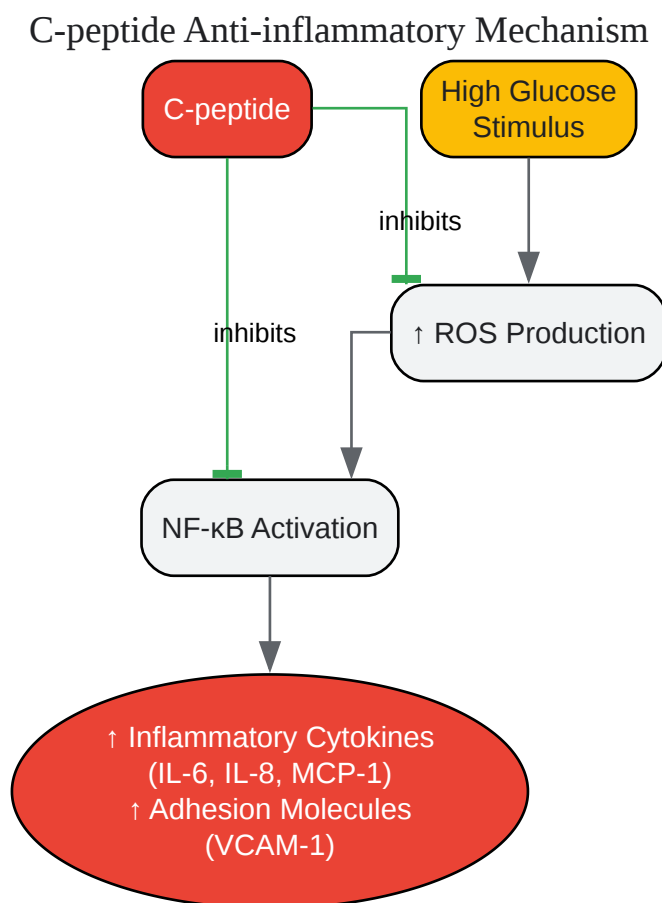 C-peptide Anti-inflammatory Mechanism
C-peptide
High Glucose
Stimulus
inhibits
↑ ROS Production
inhibits
NF-κB Activation
↑ Inflammatory Cytokines
(IL-6, IL-8, MCP-1)
↑ Adhesion Molecules
(VCAM-1)